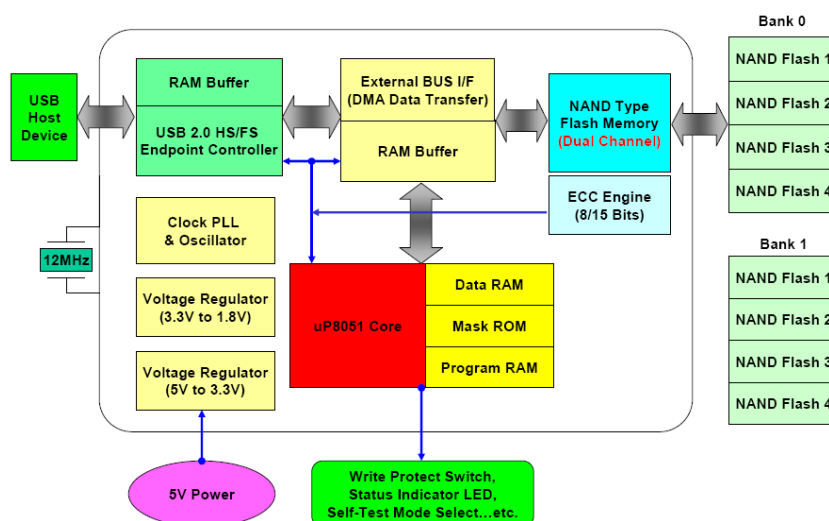 Bank 0
USB
Host
Device
RAM Buffer
USB 2.0 HS/FS
Endpoint Controller
External BUS I/F
(DMA Data Transfer)
RAM Buffer
NAND Type
Flash Memory
(Dual Channel)
NAND Flash 1
NAND Flash 2
NAND Flash 3
NAND Flash 4
ECC Engine
(8/15 Bits)
Clock PLL
& Oscillator
12MHz
Voltage Regulator
(3.3V to 1.8V)
Voltage Regulator
(5V to 3.3V)
uP8051 Core
Data RAM
Mask ROM
Program RAM
Bank 1
NAND Flash 1
NAND Flash 2
NAND Flash 3
NAND Flash 4
5V Power
Write Protect Switch,
Status Indicator LED,
Self-Test Mode Select...etc.